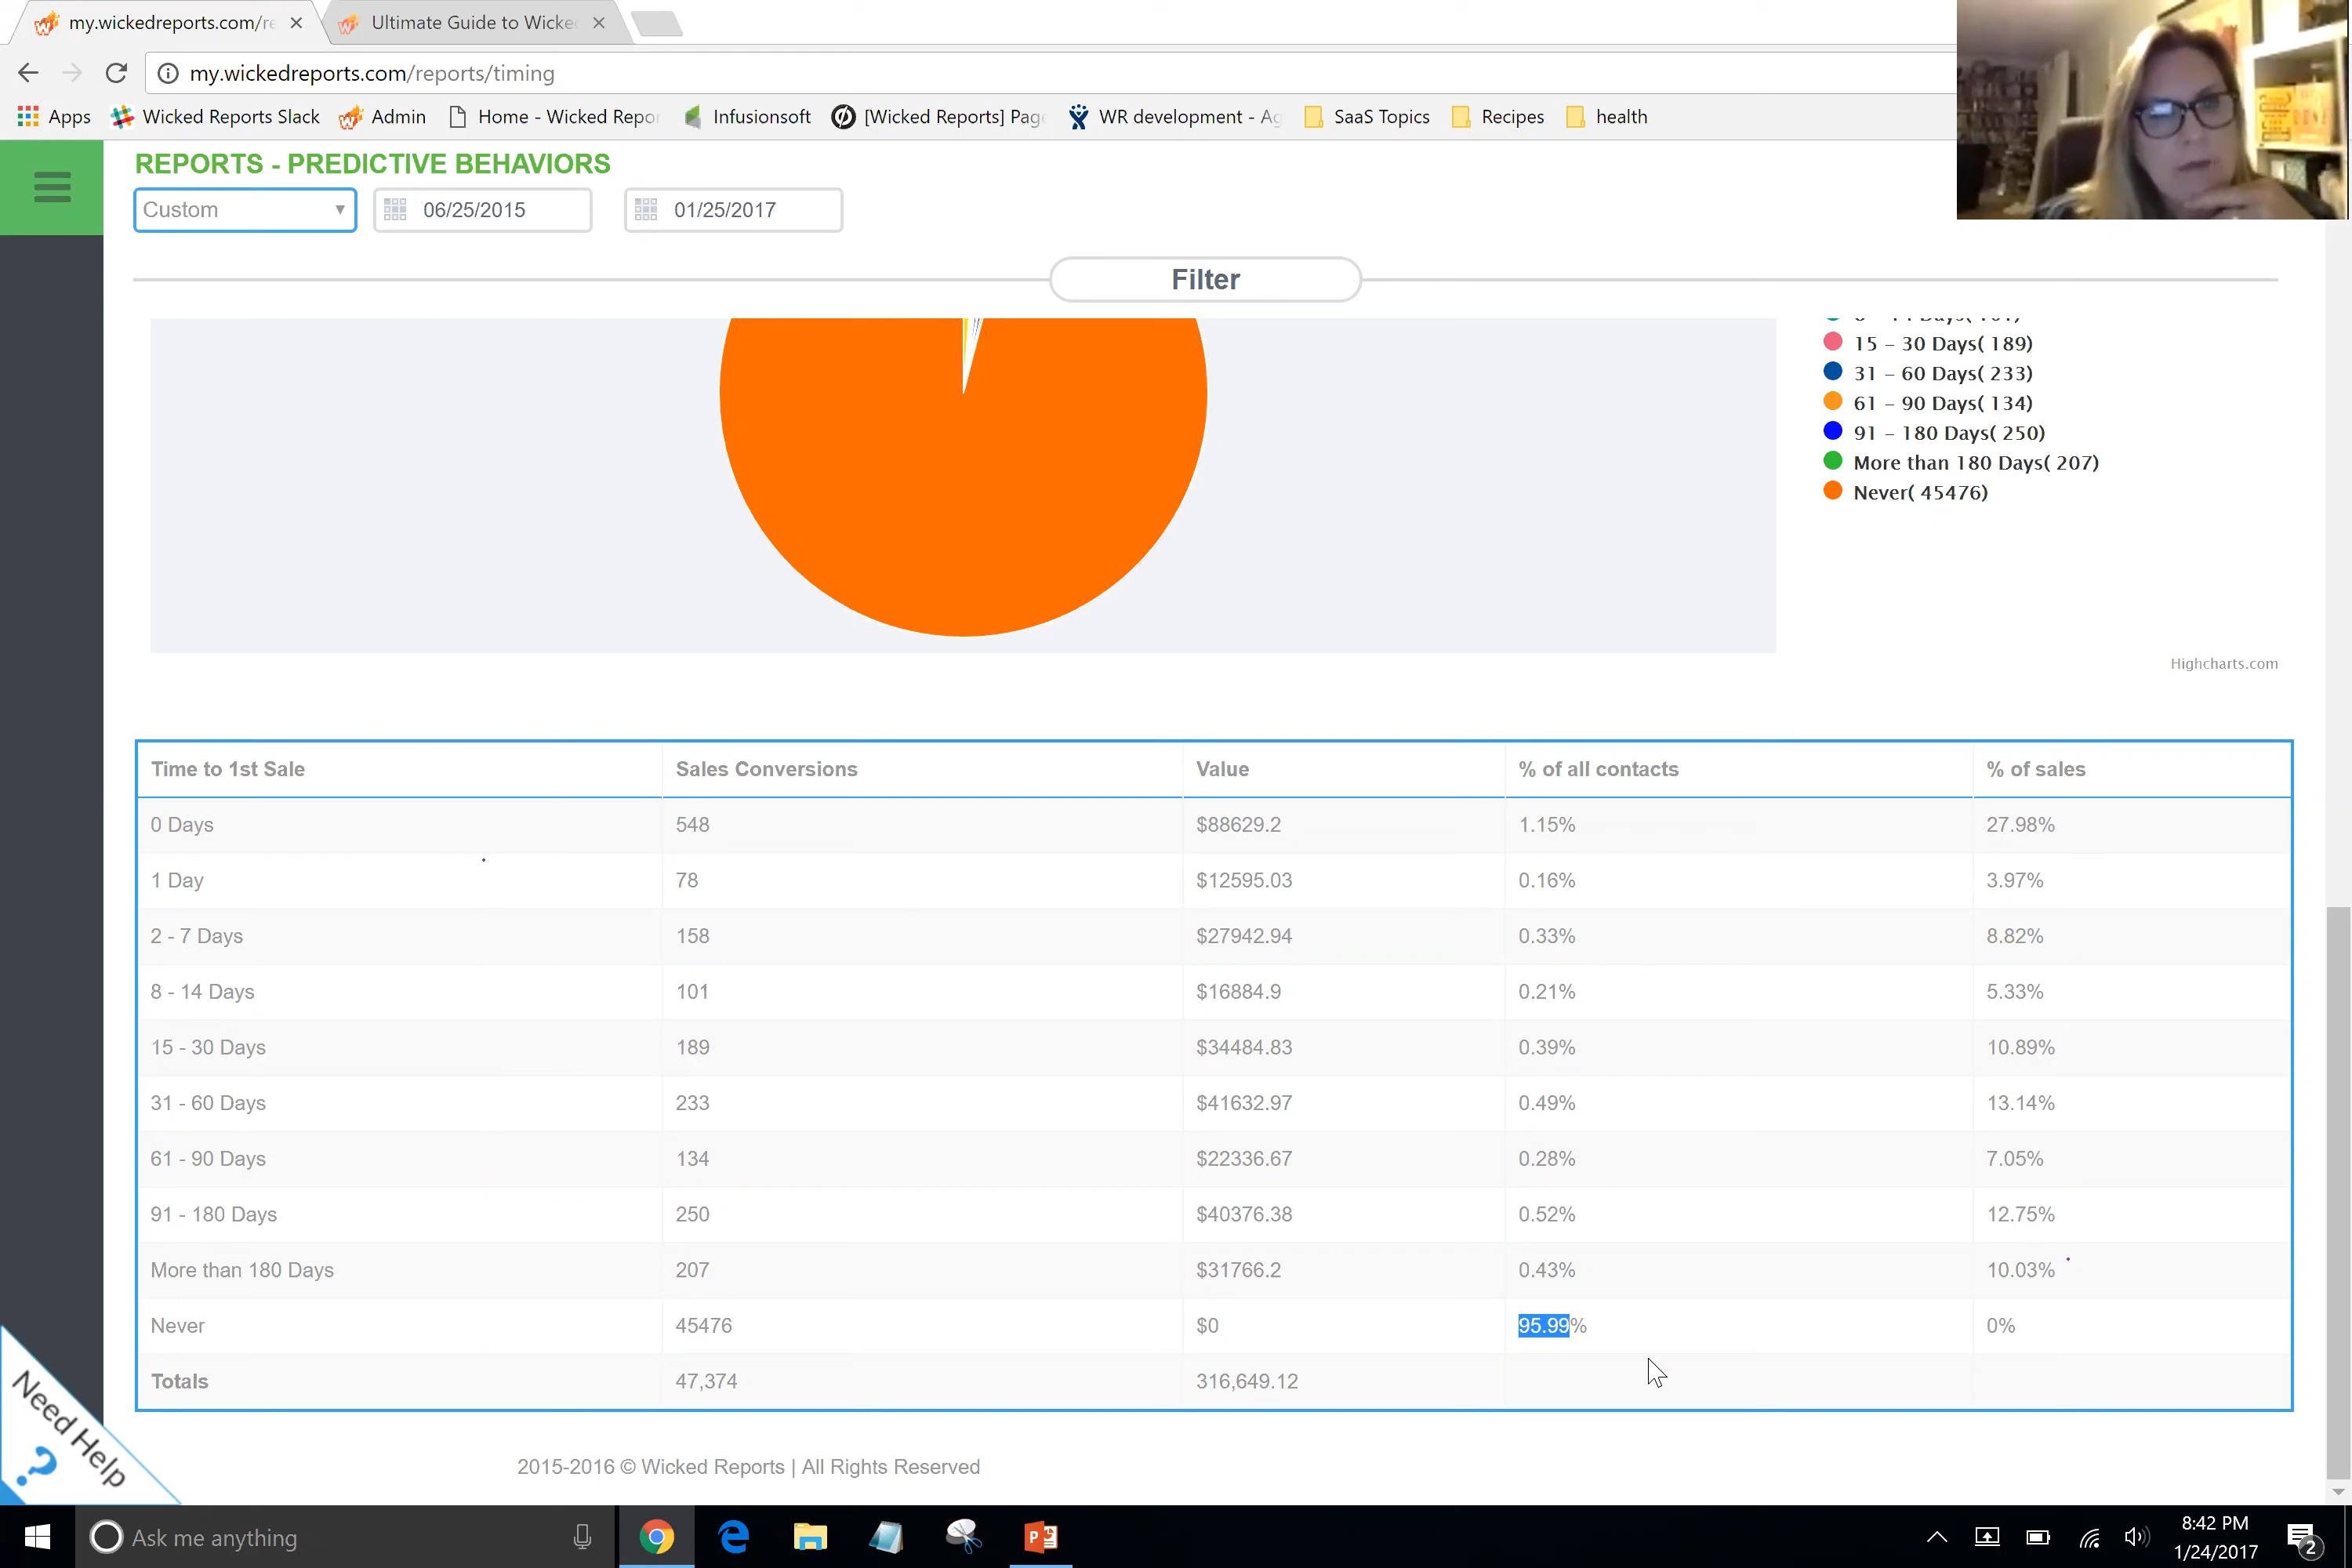 my.wickedreports.com/re
Ultimate Guide to Wicke
my.wickedreports.com/reports/timing
Apps
Wicked Reports Slack
Admin
Home - Wicked Repor
Infusionsoft
[Wicked Reports] Page
WR development - Ag
SaaS Topics
Recipes
health
REPORTS - PREDICTIVE BEHAVIORS
Custom
06/25/2015
01/25/2017
Filter
15 – 30 Days( 189)
31 – 60 Days( 233)
61 – 90 Days( 134)
91 – 180 Days( 250)
More than 180 Days( 207)
Never( 45476)
Highcharts.com
Time to 1st Sale Sales Conversions Value % of all contacts % of sales
0 Days 548 $88629.2 1.15% 27.98%
1 Day 78 $12595.03 0.16% 3.97%
2 - 7 Days 158 $27942.94 0.33% 8.82%
8 - 14 Days 101 $16884.9 0.21% 5.33%
15 - 30 Days 189 $34484.83 0.39% 10.89%
31 - 60 Days 233 $41632.97 0.49% 13.14%
61 - 90 Days 134 $22336.67 0.28% 7.05%
91 - 180 Days 250 $40376.38 0.52% 12.75%
More than 180 Days 207 $31766.2 0.43% 10.03%
Never 45476 $0 95.99% 0%
Totals 47,374 316,649.12
Need Help
?
2015-2016 © Wicked Reports | All Rights Reserved
Ask me anything
8:42 PM
1/24/2017
2